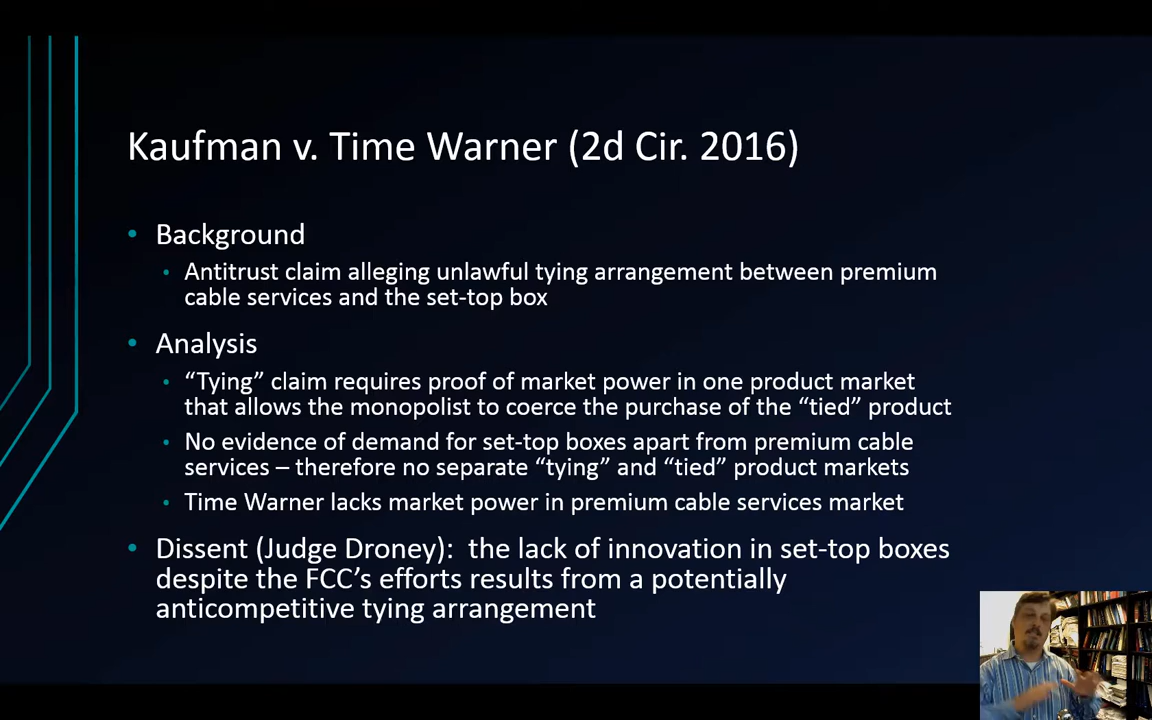 Kaufman v. Time Warner (2d Cir. 2016)
• Background
• Antitrust claim alleging unlawful tying arrangement between premium
cable services and the set-top box
• Analysis
• “Tying” claim requires proof of market power in one product market
that allows the monopolist to coerce the purchase of the “tied” product
• No evidence of demand for set-top boxes apart from premium cable
services – therefore no separate “tying” and “tied” product markets
• Time Warner lacks market power in premium cable services market
• Dissent (Judge Droney):  the lack of innovation in set-top boxes
despite the FCC’s efforts results from a potentially
anticompetitive tying arrangement